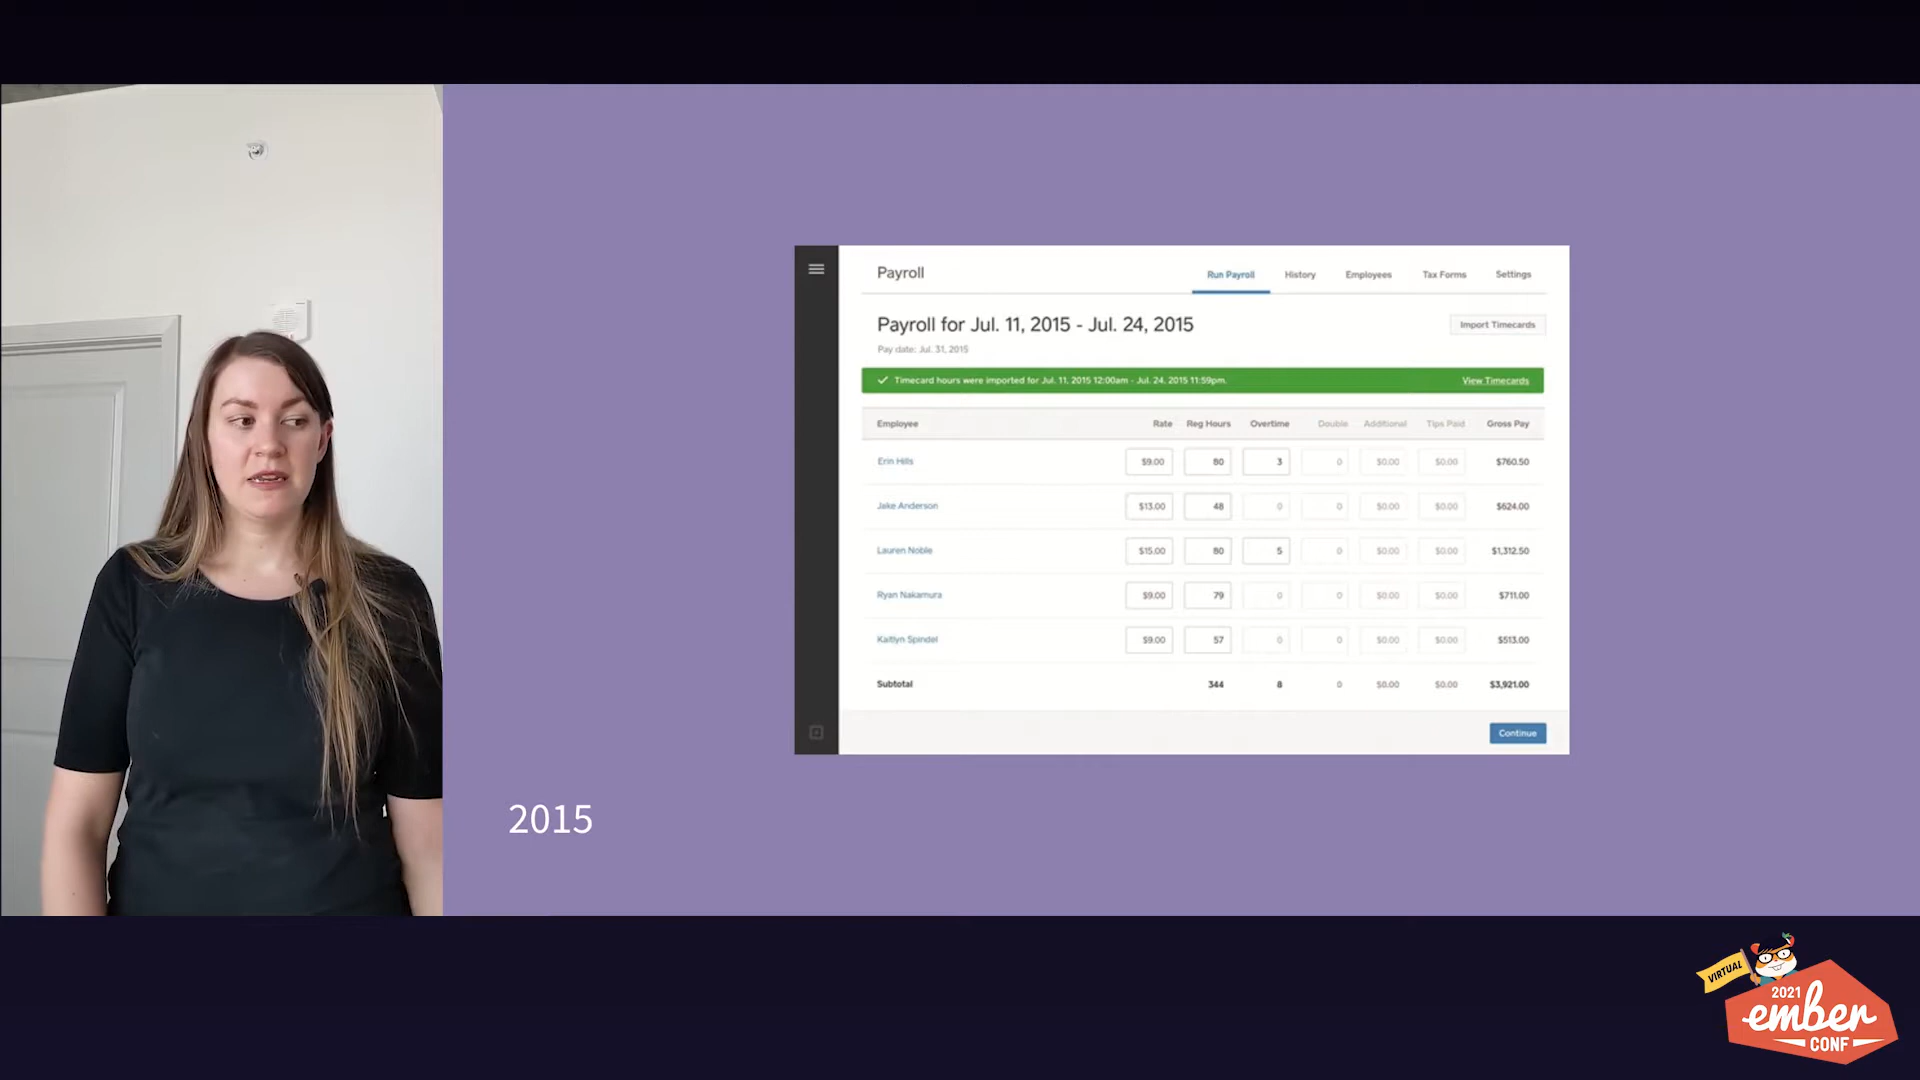 Payroll
Run Payroll History Employees Tax Forms Settings
Payroll for Jul. 11, 2015 - Jul. 24, 2015
Import Timecards
Pay date: Jul. 31, 2015
Timecard hours were imported for Jul. 11, 2015 12:00am - Jul. 24, 2015 11:59pm. View Timecards
Employee Rate Reg Hours Overtime Double Additional Tips Paid Gross Pay
Erin Hills $9.00 80 3 0 $0.00 $0.00 $760.50
Jake Anderson $13.00 48 0 0 $0.00 $0.00 $624.00
Lauren Noble $15.00 80 5 0 $0.00 $0.00 $1,312.50
Ryan Nakamura $9.00 79 0 0 $0.00 $0.00 $711.00
Kaitlyn Spindel $9.00 57 0 0 $0.00 $0.00 $513.00
Subtotal 344 8 0 $0.00 $0.00 $3,921.00
Continue
2015
VIRTUAL
2021
ember
CONF